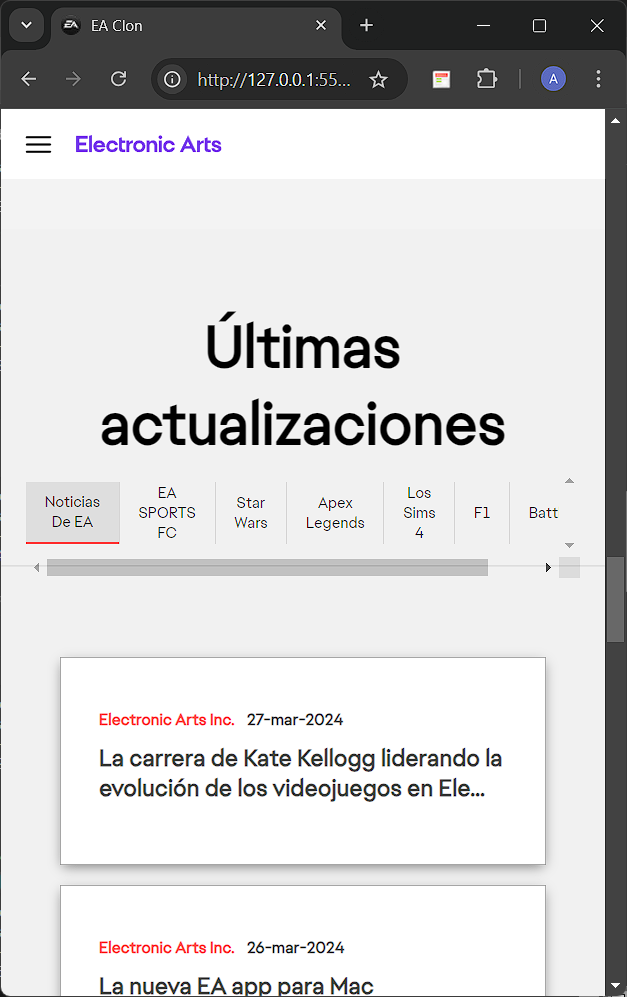 EA
EA Clon
http://127.0.0.1:55...
A
Electronic Arts
Últimas
actualizaciones
Noticias
De EA
EA
SPORTS
FC
Star
Wars
Apex
Legends
Los
Sims
4
F1
Batt
Electronic Arts Inc. 27-mar-2024
La carrera de Kate Kellogg liderando la
evolución de los videojuegos en Ele...
Electronic Arts Inc. 26-mar-2024
La nueva EA app para Mac